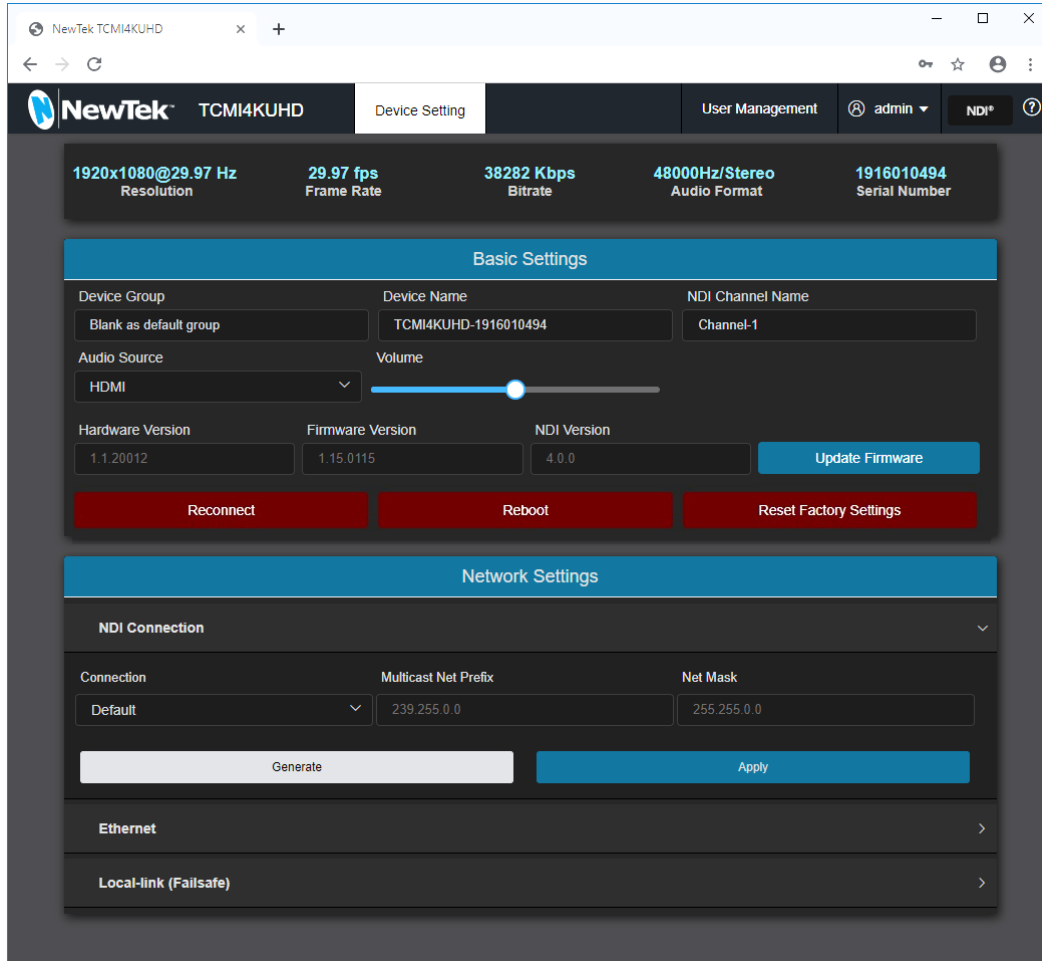 NewTek TCMI4KUHD
NewTek™ TCMI4KUHD Device Setting User Management admin NDI®
1920x1080@29.97 Hz 29.97 fps 38282 Kbps 48000Hz/Stereo 1916010494
Resolution Frame Rate Bitrate Audio Format Serial Number
Basic Settings
Device Group Device Name NDI Channel Name
Blank as default group TCMI4KUHD-1916010494 Channel-1
Audio Source Volume
HDMI
Hardware Version Firmware Version NDI Version
1.1.20012 1.15.0115 4.0.0 Update Firmware
Reconnect Reboot Reset Factory Settings
Network Settings
NDI Connection
Connection Multicast Net Prefix Net Mask
Default 239.255.0.0 255.255.0.0
Generate Apply
Ethernet
Local-link (Failsafe)